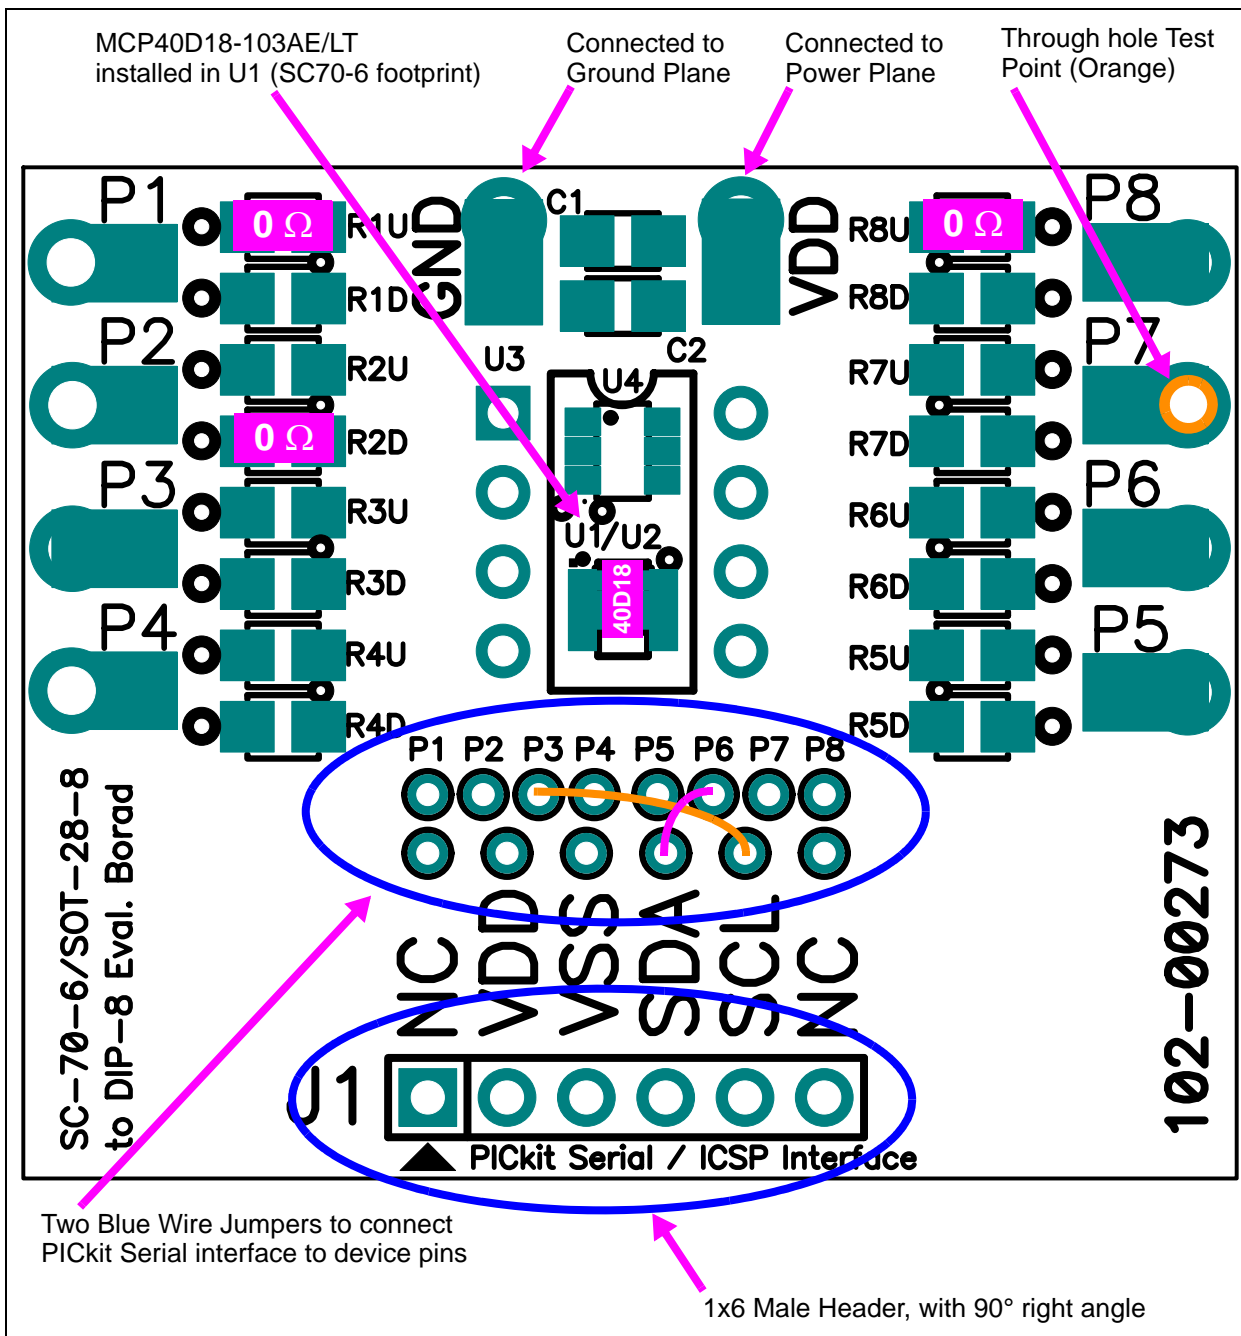 MCP40D18-103AE/LT
installed in U1 (SC70-6 footprint)
Connected to
Ground Plane
Connected to
Power Plane
Through hole Test
Point (Orange)
P1
0 Ω
R1U
R1D
P2
R2U
0 Ω
R2D
P3
R3U
R3D
P4
R4U
R4D
GND
C1
VDD
C2
U3
U4
U1/U2
40D18
R8U
0 Ω
P8
R8D
P7
R7U
R7D
P6
R6U
R6D
P5
R5U
R5D
P1 P2 P3 P4 P5 P6 P7 P8
NC VDD VSS SDA SCL NC
J1
PICkit Serial / ICSP Interface
SC-70-6/SOT-28-8
to DIP-8 Eval. Borad
102-00273
Two Blue Wire Jumpers to connect
PICkit Serial interface to device pins
1x6 Male Header, with 90° right angle